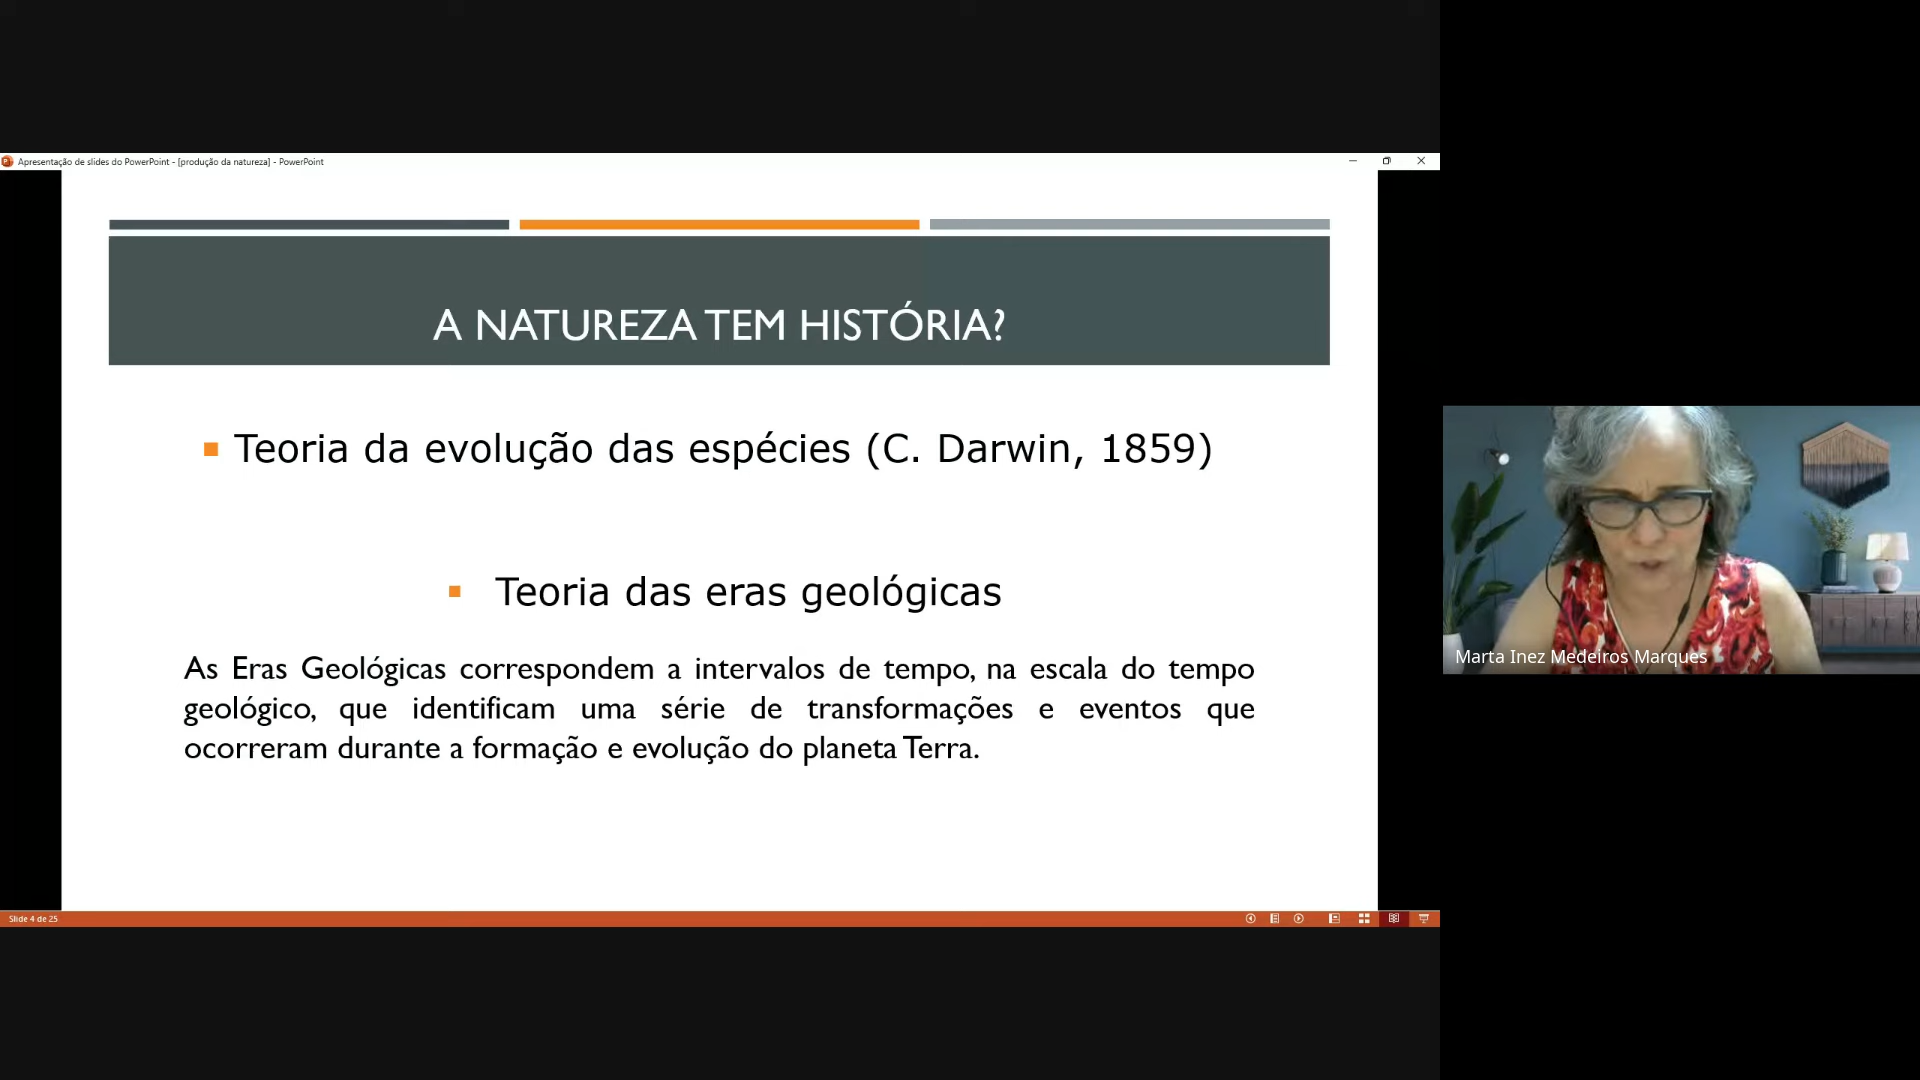 Apresentação de slides do PowerPoint - [produção da natureza] - PowerPoint
A NATUREZA TEM HISTÓRIA?
Teoria da evolução das espécies (C. Darwin, 1859)
Teoria das eras geológicas
As Eras Geológicas correspondem a intervalos de tempo, na escala do tempo
geológico, que identificam uma série de transformações e eventos que
ocorreram durante a formação e evolução do planeta Terra.
Marta Inez Medeiros Marques
Slide 4 de 25